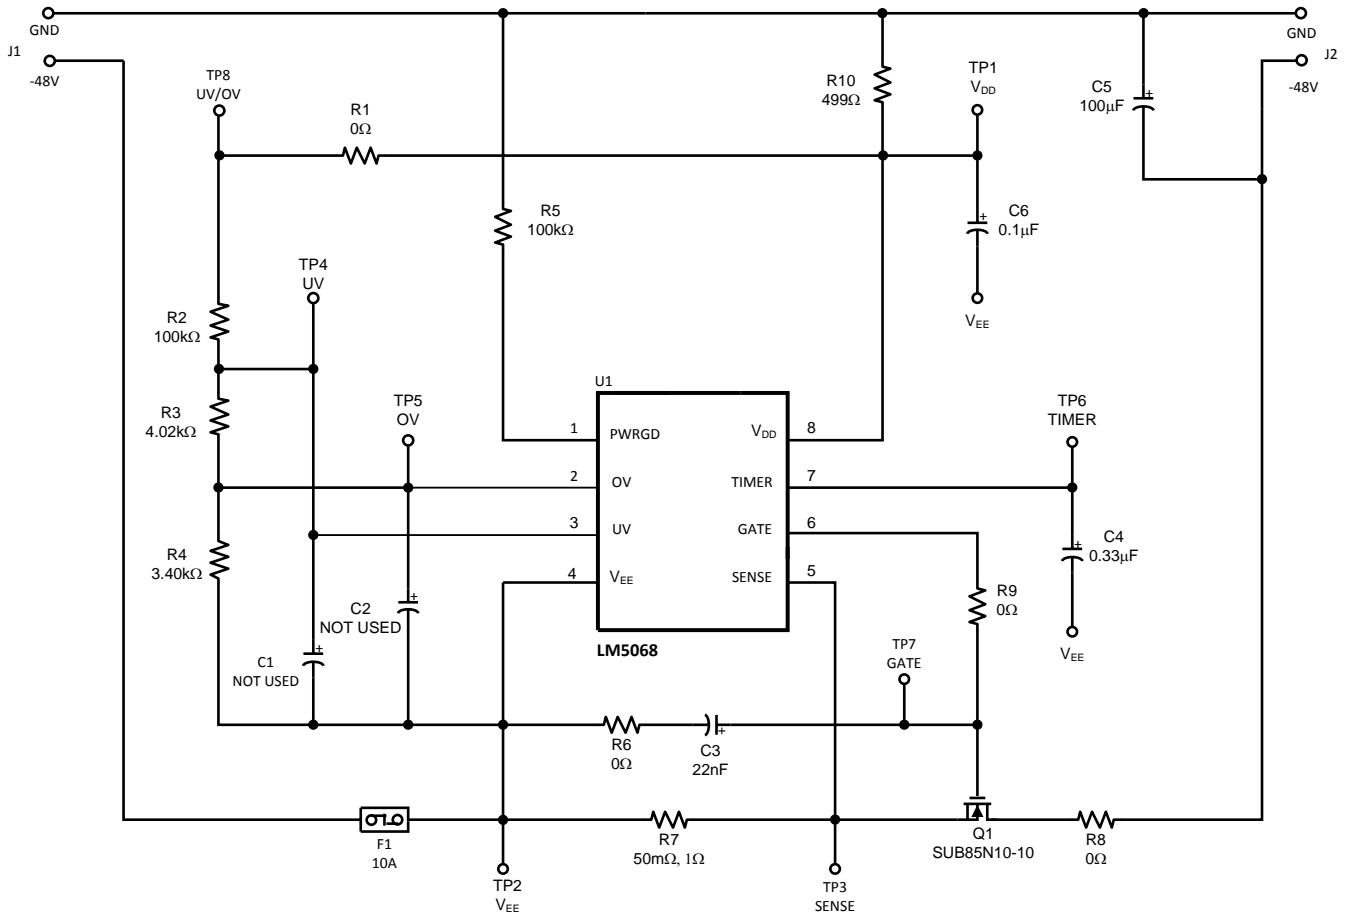 GND
GND
J1
-48V
J2
-48V
TP8
UV/OV
R1
0Ω
R10
499Ω
TP1
VDD
C5
100µF
+
R5
100kΩ
C6
0.1µF
+
VEE
TP4
UV
R2
100kΩ
R3
4.02kΩ
TP5
OV
U1
1
PWRGD
VDD
8
2
OV
TIMER
7
3
UV
GATE
6
4
VEE
SENSE
5
LM5068
TP6
TIMER
C4
0.33µF
+
VEE
R4
3.40kΩ
C2
NOT USED
+
C1
NOT USED
+
R9
0Ω
TP7
GATE
R6
0Ω
C3
22nF
+
F1
10A
TP2
VEE
R7
50mΩ, 1Ω
TP3
SENSE
Q1
SUB85N10-10
R8
0Ω